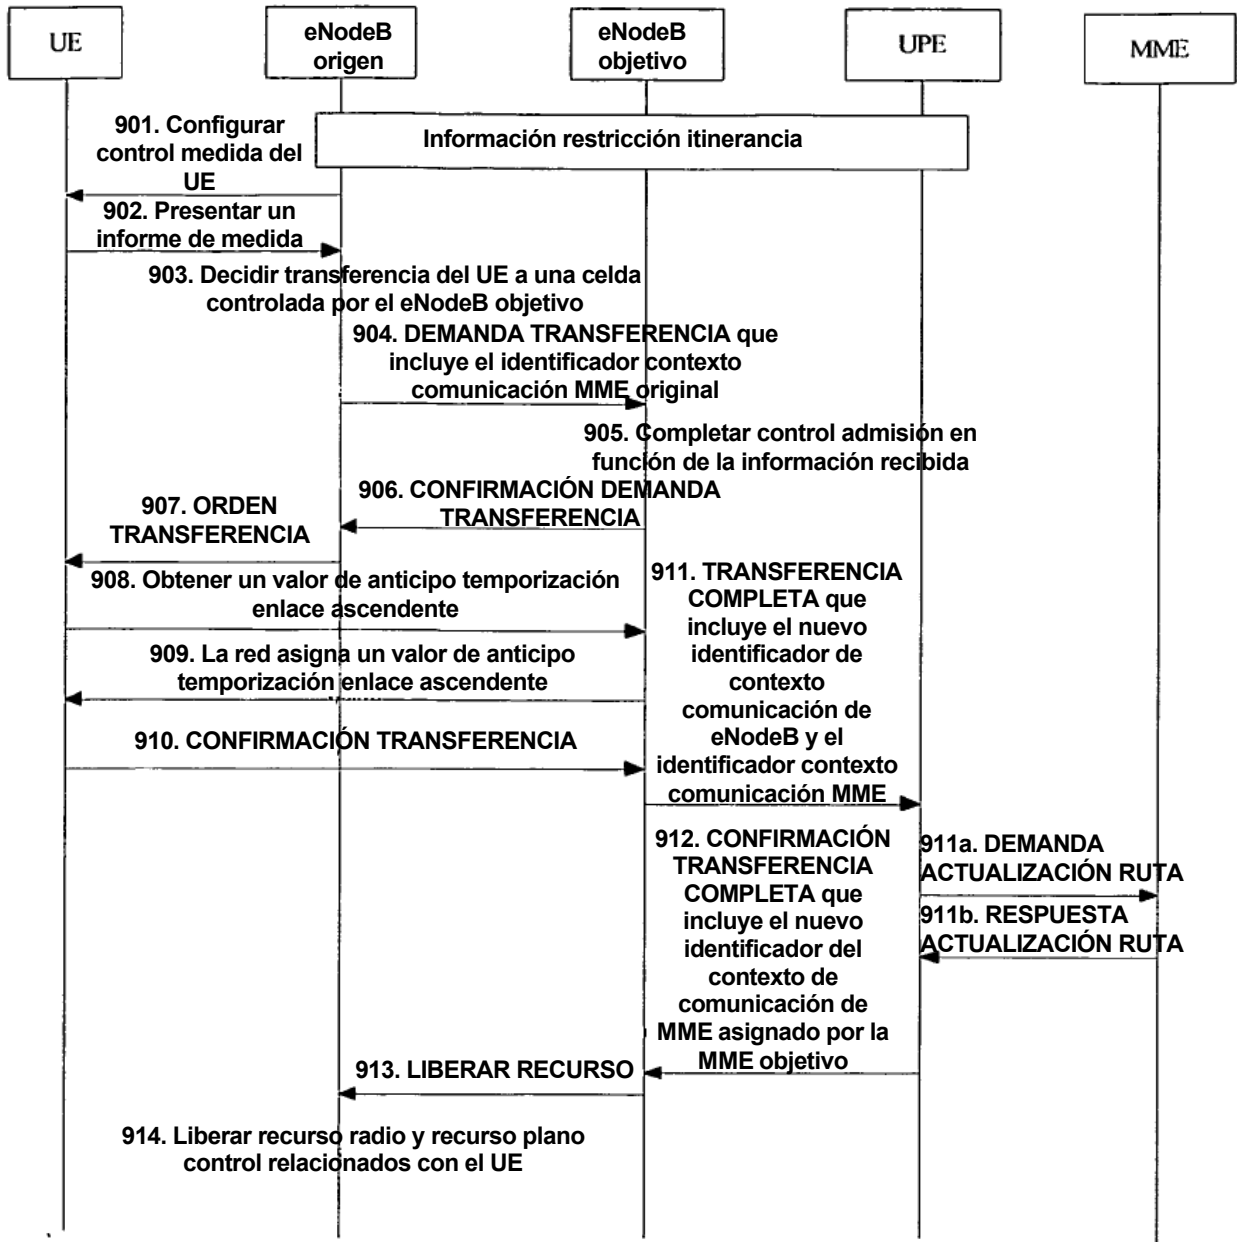 UE
eNodeB
origen
eNodeB
objetivo
UPE
MME
901. Configurar
control medida del
UE
Información restricción itinerancia
902. Presentar un
informe de medida
903. Decidir transferencia del UE a una celda
controlada por el eNodeB objetivo
904. DEMANDA TRANSFERENCIA que
incluye el identificador contexto
comunicación MME original
905. Completar control admisión en
función de la información recibida
906. CONFIRMACIÓN DEMANDA
TRANSFERENCIA
907. ORDEN
TRANSFERENCIA
908. Obtener un valor de anticipo temporización
enlace ascendente
909. La red asigna un valor de anticipo
temporización enlace ascendente
910. CONFIRMACIÓN TRANSFERENCIA
911. TRANSFERENCIA
COMPLETA que
incluye el nuevo
identificador de
contexto
comunicación de
eNodeB y el
identificador contexto
comunicación MME
911a. DEMANDA
ACTUALIZACIÓN RUTA
911b. RESPUESTA
ACTUALIZACIÓN RUTA
912. CONFIRMACIÓN
TRANSFERENCIA
COMPLETA que
incluye el nuevo
identificador del
contexto de
comunicación de
MME asignado por la
MME objetivo
913. LIBERAR RECURSO
914. Liberar recurso radio y recurso plano
control relacionados con el UE